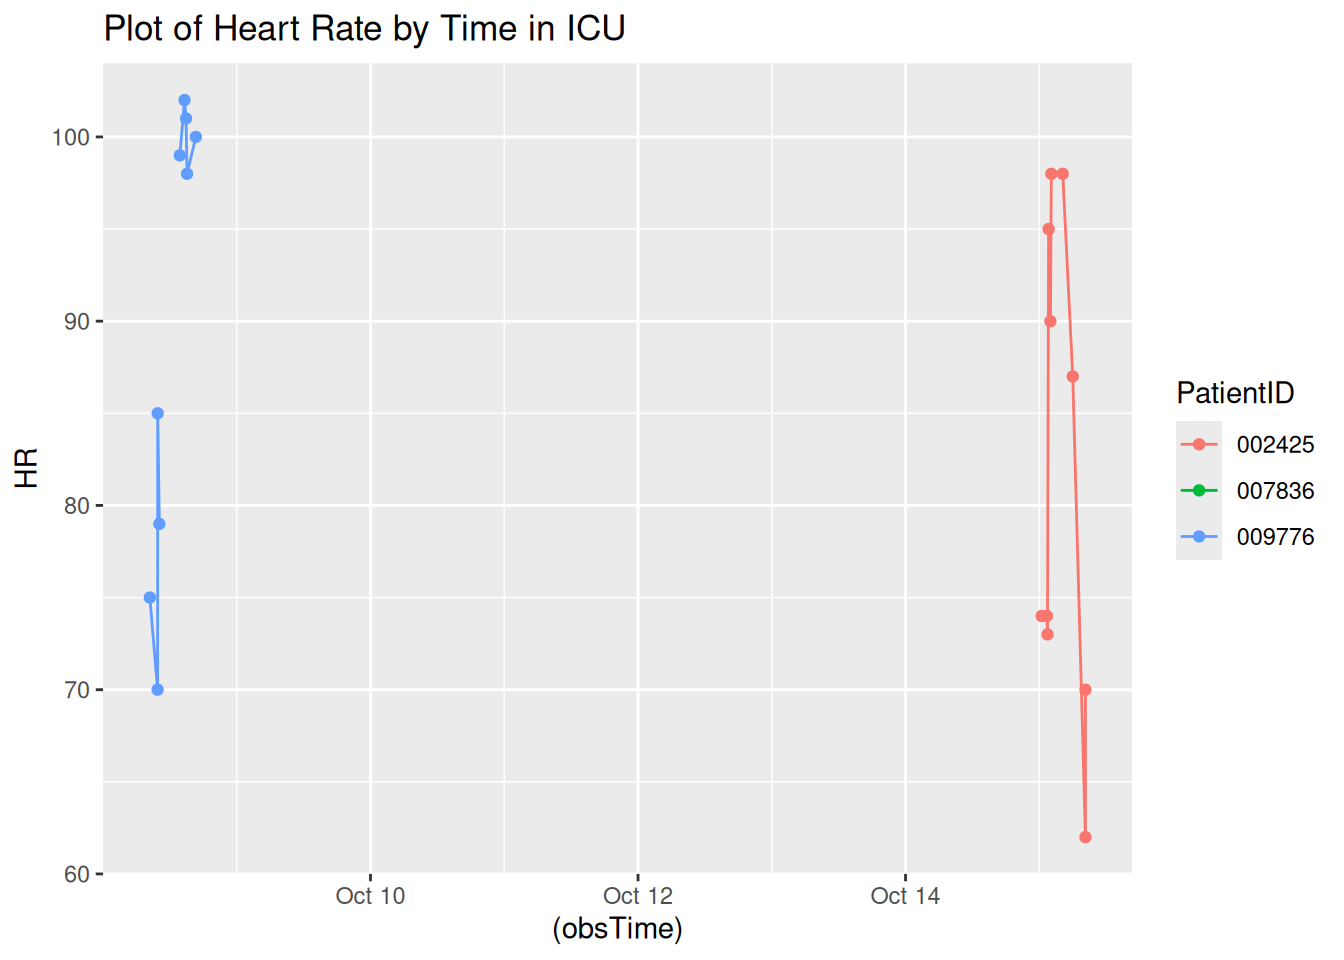 Plot of Heart Rate by Time in ICU
100
90
80
70
60
HR
Oct 10
Oct 12
Oct 14
(obsTime)
PatientID
002425
007836
009776